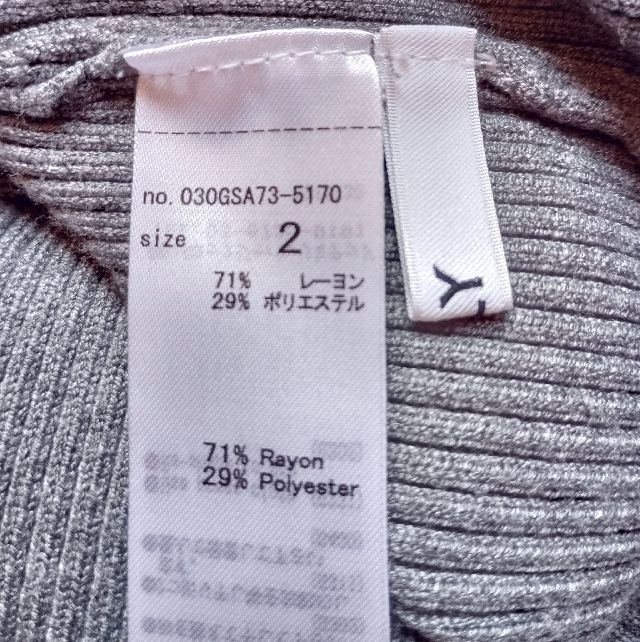 no. 030GSA73-5170
size 2
71% レーヨン
29% ポリエステル
71% Rayon
29% Polyester
Y